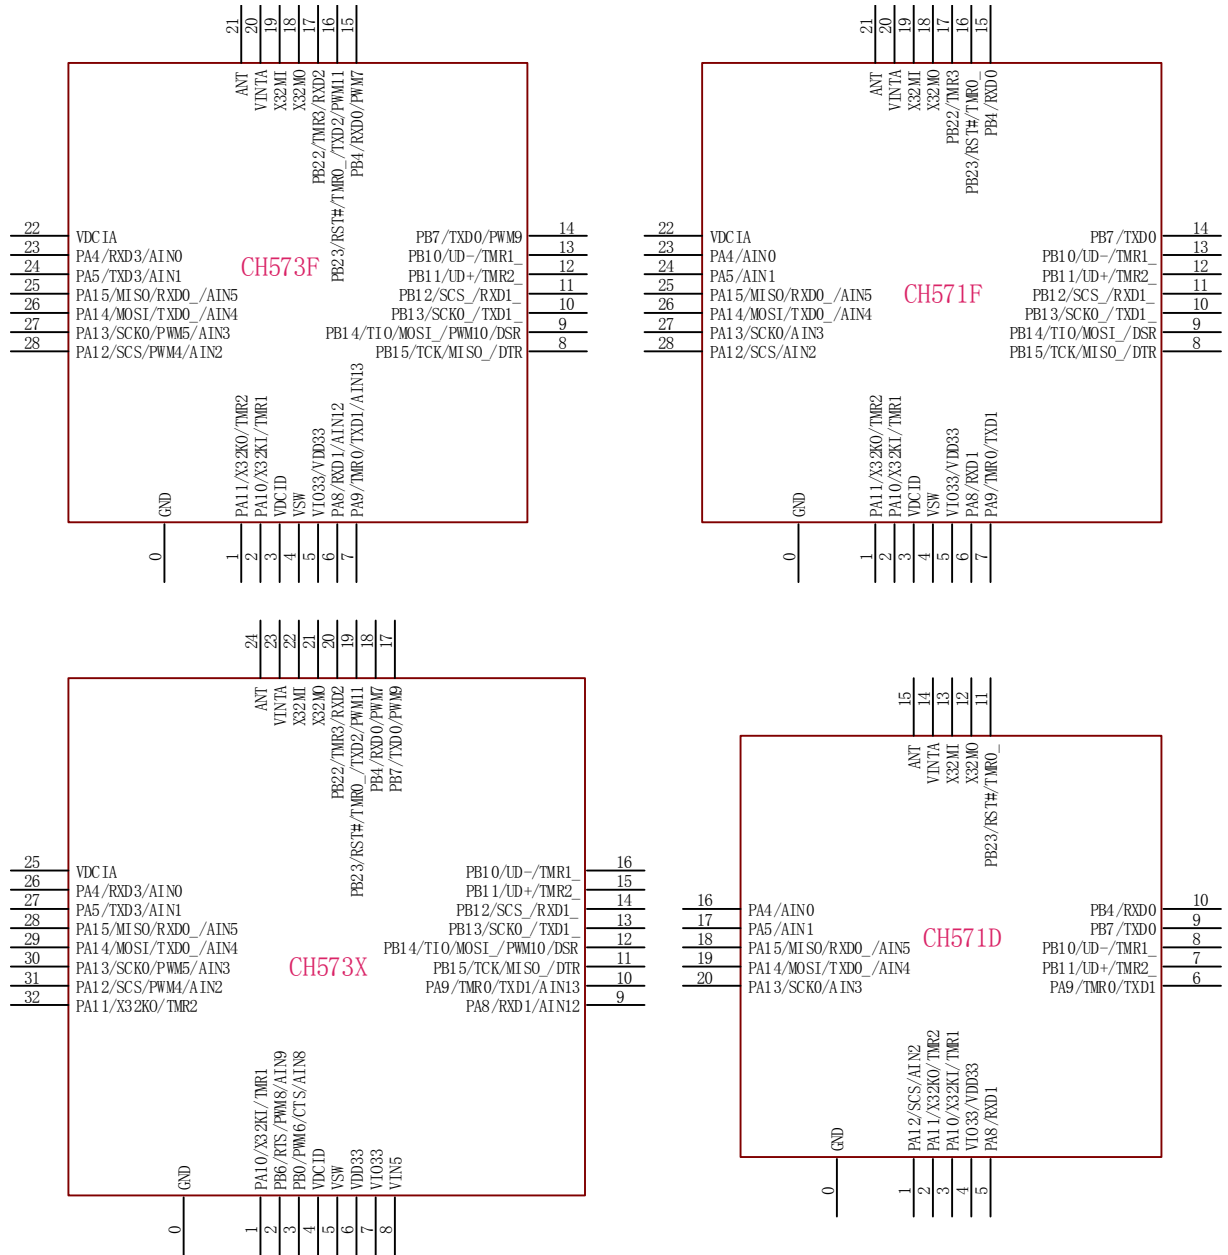 21
20
19
18
17
16
15
ANT
VINTA
X32MI
X32MO
PB22/TMR3/RXD2
PB23/RST#/TMR0_/TXD2/PWM11
PB4/RXD0/PWM7
22
VDCIA
23
PA4/RXD3/AIN0
24
PA5/TXD3/AIN1
25
PA15/MISO/RXD0_/AIN5
26
PA14/MOSI/TXD0_/AIN4
27
PA13/SCK0/PWM5/AIN3
28
PA12/SCS/PWM4/AIN2
CH573F
PB7/TXD0/PWM9
14
PB10/UD-/TMR1_
13
PB11/UD+/TMR2_
12
PB12/SCS_/RXD1_
11
PB13/SCK0_/TXD1_
10
PB14/TIO/MOSI_/PWM10/DSR
9
PB15/TCK/MISO_/DTR
8
GND
PA11/X32KO/TMR2
PA10/X32KI/TMR1
VDCID
VSW
VIO33/VDD33
PA8/RXD1/AIN12
PA9/TMR0/TXD1/AIN13
0
1
2
3
4
5
6
7
21
20
19
18
17
16
15
ANT
VINTA
X32MI
X32MO
PB22/TMR3
PB23/RST#/TMR0_
PB4/RXD0
22
VDCIA
23
PA4/AIN0
24
PA5/AIN1
25
PA15/MISO/RXD0_/AIN5
26
PA14/MOSI/TXD0_/AIN4
27
PA13/SCK0/AIN3
28
PA12/SCS/AIN2
CH571F
PB7/TXD0
14
PB10/UD-/TMR1_
13
PB11/UD+/TMR2_
12
PB12/SCS_/RXD1_
11
PB13/SCK0_/TXD1_
10
PB14/TIO/MOSI_/DSR
9
PB15/TCK/MISO_/DTR
8
GND
PA11/X32KO/TMR2
PA10/X32KI/TMR1
VDCID
VSW
VIO33/VDD33
PA8/RXD1
PA9/TMR0/TXD1
0
1
2
3
4
5
6
7
24
23
22
21
20
19
18
17
ANT
VINTA
X32MI
X32MO
PB22/TMR3/RXD2
PB23/RST#/TMR0_/TXD2/PWM11
PB4/RXD0/PWM7
PB7/TXD0/PWM9
25
VDCIA
26
PA4/RXD3/AIN0
27
PA5/TXD3/AIN1
28
PA15/MISO/RXD0_/AIN5
29
PA14/MOSI/TXD0_/AIN4
30
PA13/SCK0/PWM5/AIN3
31
PA12/SCS/PWM4/AIN2
32
PA11/X32KO/TMR2
CH573X
PB10/UD-/TMR1_
16
PB11/UD+/TMR2_
15
PB12/SCS_/RXD1_
14
PB13/SCK0_/TXD1_
13
PB14/TIO/MOSI_/PWM10/DSR
12
PB15/TCK/MISO_/DTR
11
PA9/TMR0/TXD1/AIN13
10
PA8/RXD1/AIN12
9
GND
PA10/X32KI/TMR1
PB6/RTS/PWM8/AIN9
PB0/PWM6/CTS/AIN8
VDCID
VSW
VDD33
VIO33
VIN5
0
1
2
3
4
5
6
7
8
15
14
13
12
11
ANT
VINTA
X32MI
X32MO
PB23/RST#/TMR0_
16
PA4/AIN0
17
PA5/AIN1
18
PA15/MISO/RXD0_/AIN5
19
PA14/MOSI/TXD0_/AIN4
20
PA13/SCK0/AIN3
CH571D
PB4/RXD0
10
PB7/TXD0
9
PB10/UD-/TMR1_
8
PB11/UD+/TMR2_
7
PA9/TMR0/TXD1
6
GND
PA12/SCS/AIN2
PA11/X32KO/TMR2
PA10/X32KI/TMR1
VIO33/VDD33
PA8/RXD1
0
1
2
3
4
5